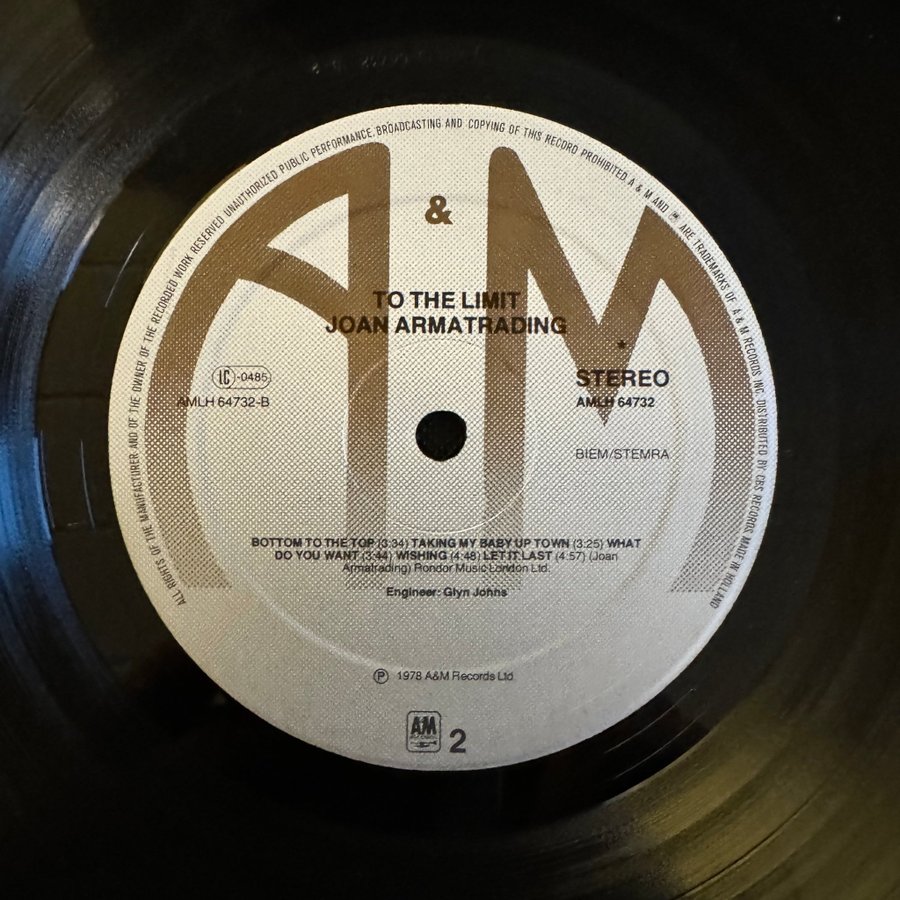 ALL RIGHTS OF THE MANUFACTURER AND OF THE OWNER OF THE RECORDED WORK RESERVED UNAUTHORIZED PUBLIC PERFORMANCE, BROADCASTING AND COPYING OF THIS RECORD PROHIBITED. A & M AND ARE TRADEMARKS OF A & M RECORDS INC. DISTRIBUTED BY CBS RECORDS MADE IN HOLLAND
A & M
TO THE LIMIT
JOAN ARMATRADING
LC-0485
STEREO
AMLH 64732-B
AMLH 64732
BIEM/STEMRA
BOTTOM TO THE TOP (3:34) TAKING MY BABY UP TOWN (3:25) WHAT
DO YOU WANT (3:44) WISHING (4:48) LET IT LAST (4:57) (Joan
Armatrading) Rondor Music London Ltd.
Engineer: Glyn Johns
Ⓟ 1978 A&M Records Ltd.
A&M
2